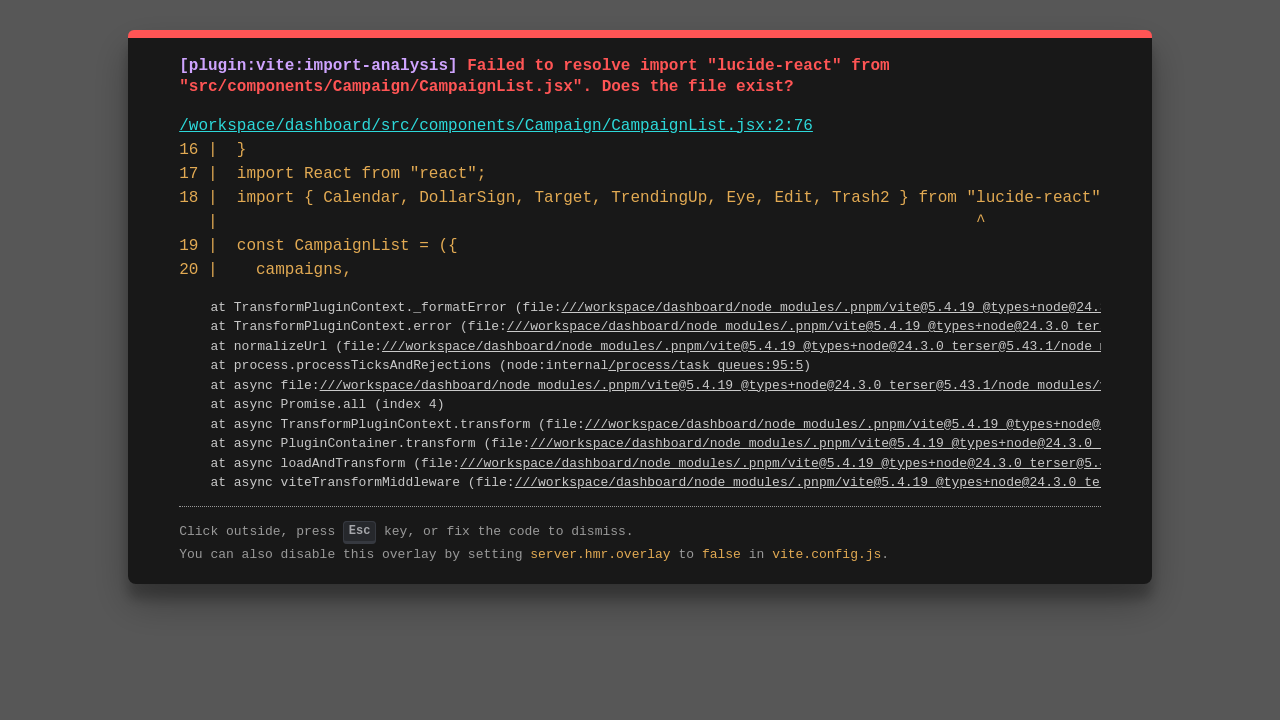 [plugin:vite:import-analysis] Failed to resolve import "lucide-react" from
"src/components/Campaign/CampaignList.jsx". Does the file exist?
/workspace/dashboard/src/components/Campaign/CampaignList.jsx:2:76
16 |  }
17 |  import React from "react";
18 |  import { Calendar, DollarSign, Target, TrendingUp, Eye, Edit, Trash2 } from "lucide-react"
   |                                                                               ^
19 |  const CampaignList = ({
20 |    campaigns,
at TransformPluginContext._formatError (file:///workspace/dashboard/node_modules/.pnpm/vite@5.4.19_@types+node@24.
at TransformPluginContext.error (file:///workspace/dashboard/node_modules/.pnpm/vite@5.4.19_@types+node@24.3.0_ter
at normalizeUrl (file:///workspace/dashboard/node_modules/.pnpm/vite@5.4.19_@types+node@24.3.0_terser@5.43.1/node_
at process.processTicksAndRejections (node:internal/process/task_queues:95:5)
at async file:///workspace/dashboard/node_modules/.pnpm/vite@5.4.19_@types+node@24.3.0_terser@5.43.1/node_modules/
at async Promise.all (index 4)
at async TransformPluginContext.transform (file:///workspace/dashboard/node_modules/.pnpm/vite@5.4.19_@types+node@
at async PluginContainer.transform (file:///workspace/dashboard/node_modules/.pnpm/vite@5.4.19_@types+node@24.3.0_
at async loadAndTransform (file:///workspace/dashboard/node_modules/.pnpm/vite@5.4.19_@types+node@24.3.0_terser@5.
at async viteTransformMiddleware (file:///workspace/dashboard/node_modules/.pnpm/vite@5.4.19_@types+node@24.3.0_te
Click outside, press Esc key, or fix the code to dismiss.
You can also disable this overlay by setting server.hmr.overlay to false in vite.config.js.